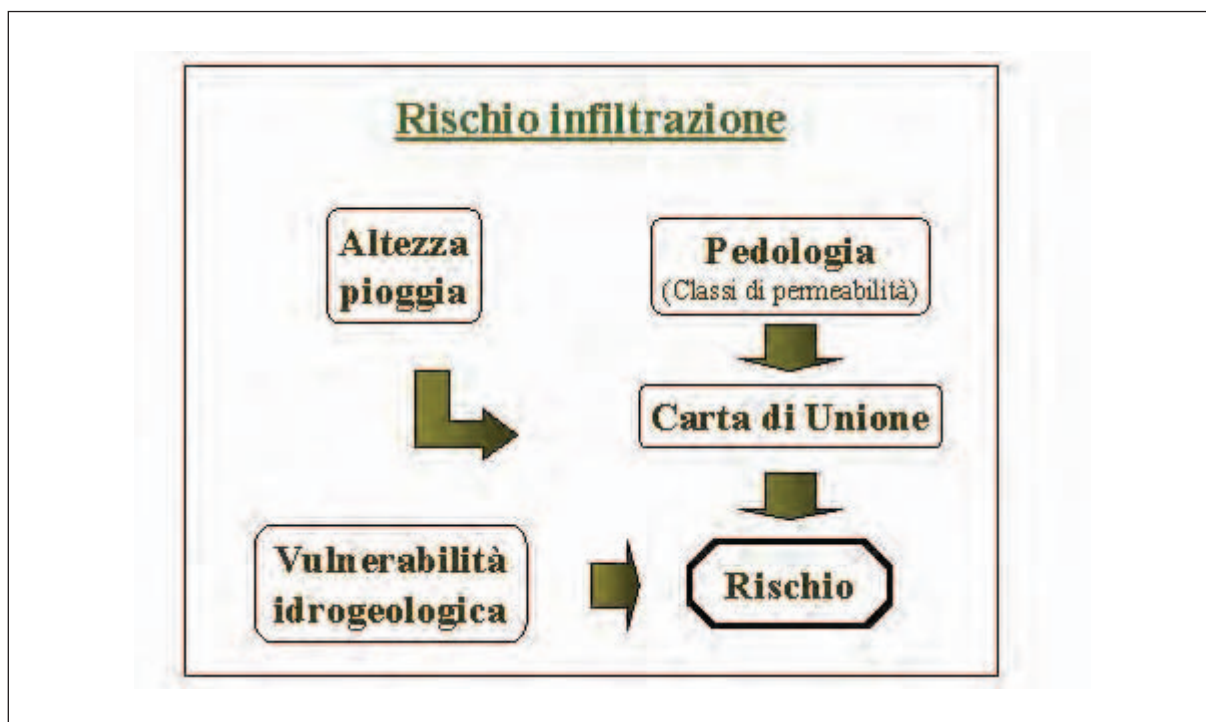 Rischio infiltrazione
Altezza
pioggia
Pedologia
(Classi di permeabilità)
Carta di Unione
Vulnerabilità
idrogeologica
Rischio